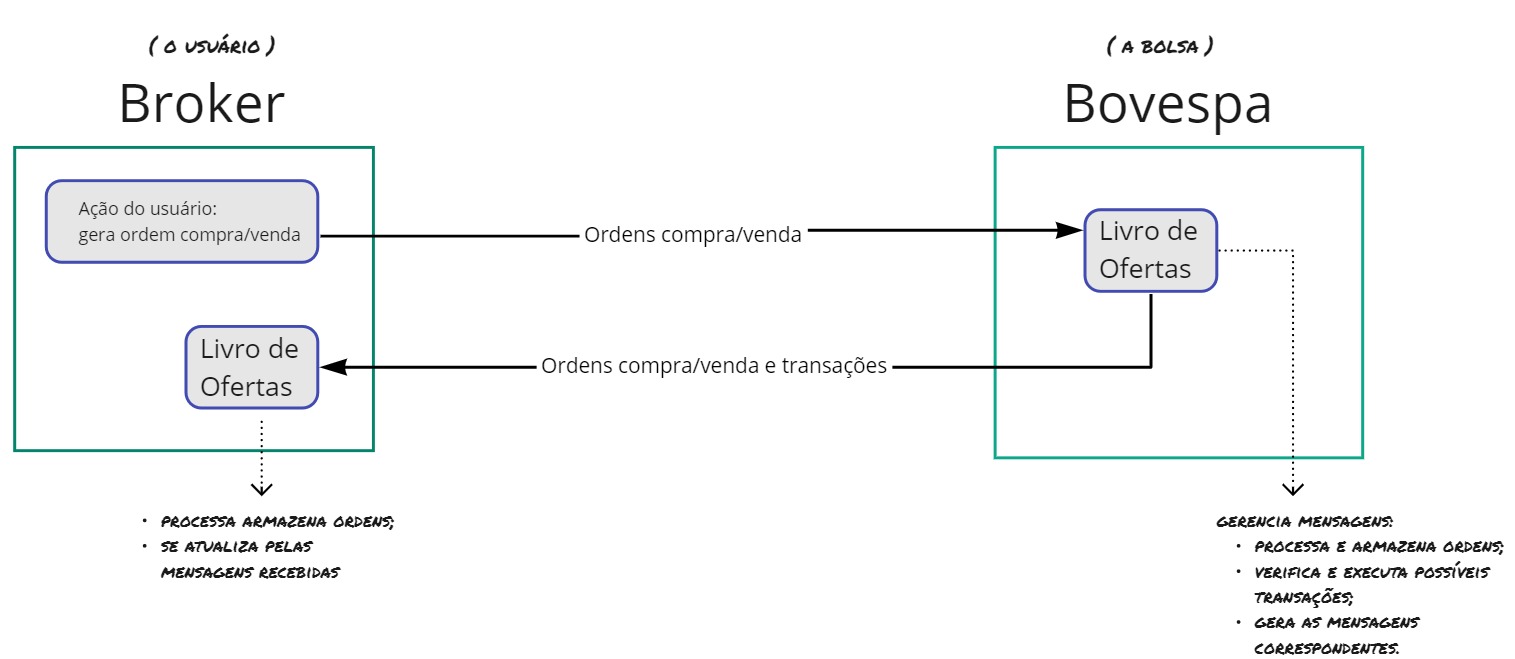 ( O USUÁRIO )
Broker
Ação do usuário:
gera ordem compra/venda
Livro de
Ofertas
• PROCESSA ARMAZENA ORDENS;
• SE ATUALIZA PELAS
MENSAGENS RECEBIDAS
Ordens compra/venda
Ordens compra/venda e transações
( A BOLSA )
Bovespa
Livro de
Ofertas
GERENCIA MENSAGENS:
• PROCESSA E ARMAZENA ORDENS;
• VERIFICA E EXECUTA POSSÍVEIS
TRANSAÇÕES;
• GERA AS MENSAGENS
CORRESPONDENTES.